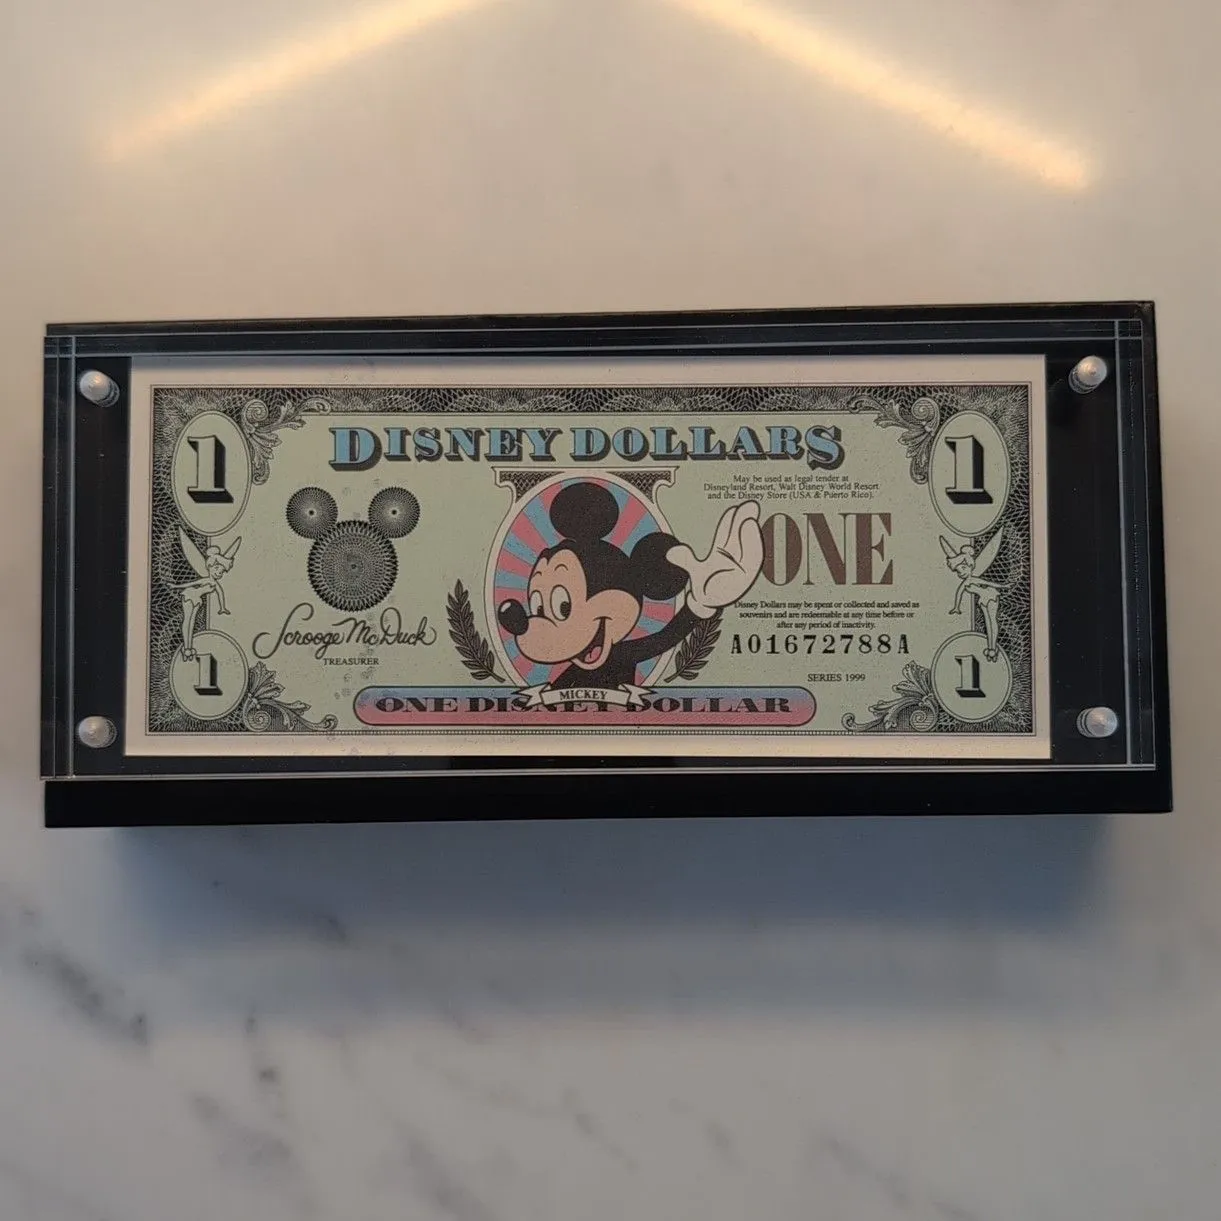 1
DISNEY DOLLARS
1
May be used as legal tender at
Disneyland Resort, Walt Disney World Resort
and the Disney Store (USA & Puerto Rico).
ONE
Disney Dollars may be spent or collected and saved as
souvenirs and are redeemable at any time before or
after any period of inactivity.
Scrooge McDuck
TREASURER
A01672788A
SERIES 1999
1
MICKEY
ONE DISNEY DOLLAR
1